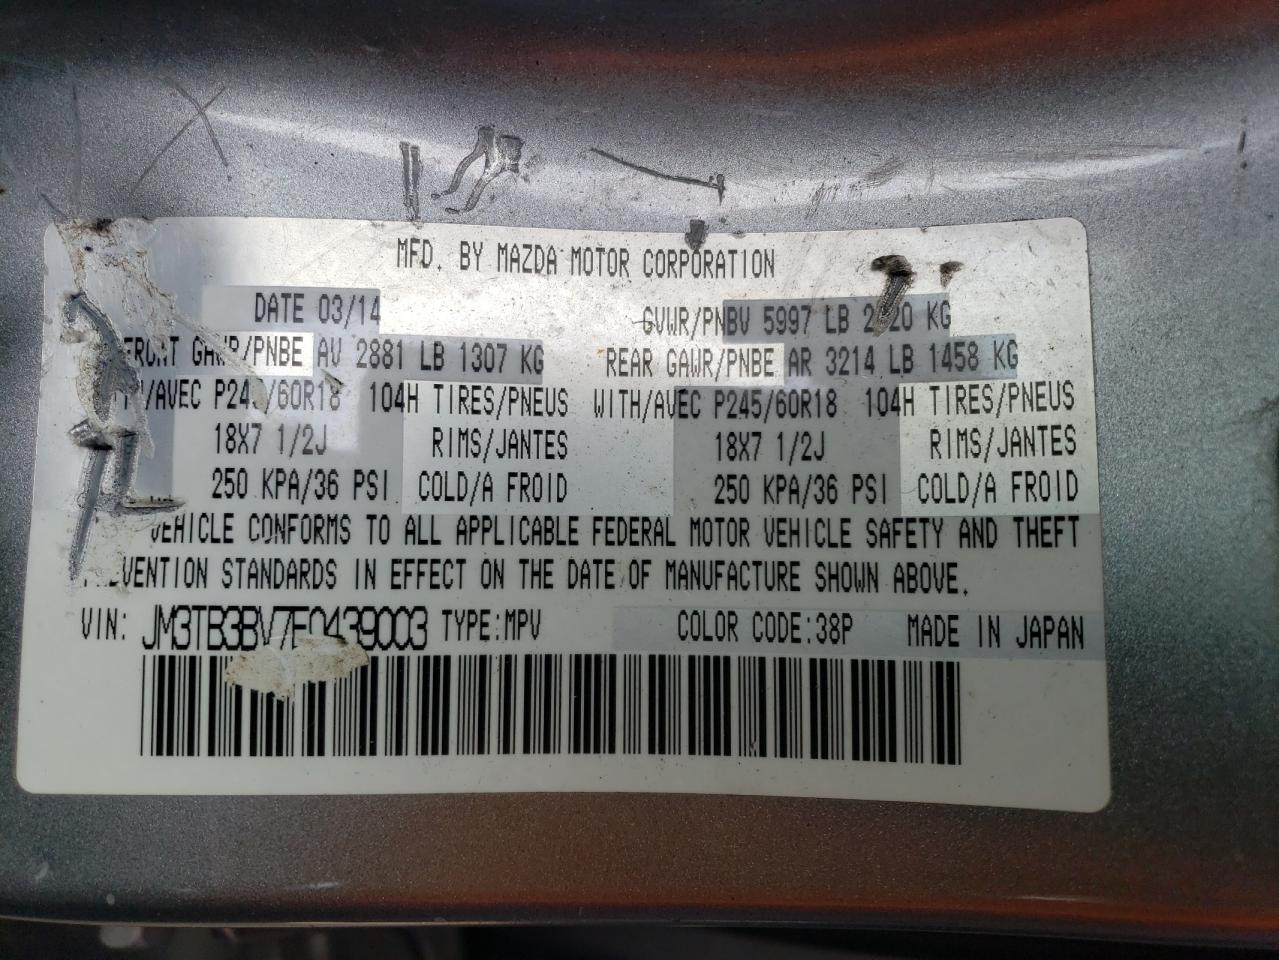 MFD. BY MAZDA MOTOR CORPORATION
DATE 03/14 GVWR/PNBV 5997 LB KG
FRONT GAWR/PNBE AV 2881 LB 1307 KG REAR GAWR/PNBE AR 3214 LB 1458 KG
104H TIRES/PNEUS WITH/AVEC P245/60R18 104H TIRES/PNEUS
18X7 1/2J RIMS/JANTES 18X7 1/2J RIMS/JANTES
250 KPA/36 PSI COLD/A FROID 250 KPA/36 PSI COLD/A FROID
VEHICLE CONFORMS TO ALL APPLICABLE FEDERAL MOTOR VEHICLE SAFETY AND THEFT
PREVENTION STANDARDS IN EFFECT ON THE DATE OF MANUFACTURE SHOWN ABOVE.
VIN: JM3TB3BV7E0439003 TYPE:MPV COLOR CODE:38P MADE IN JAPAN